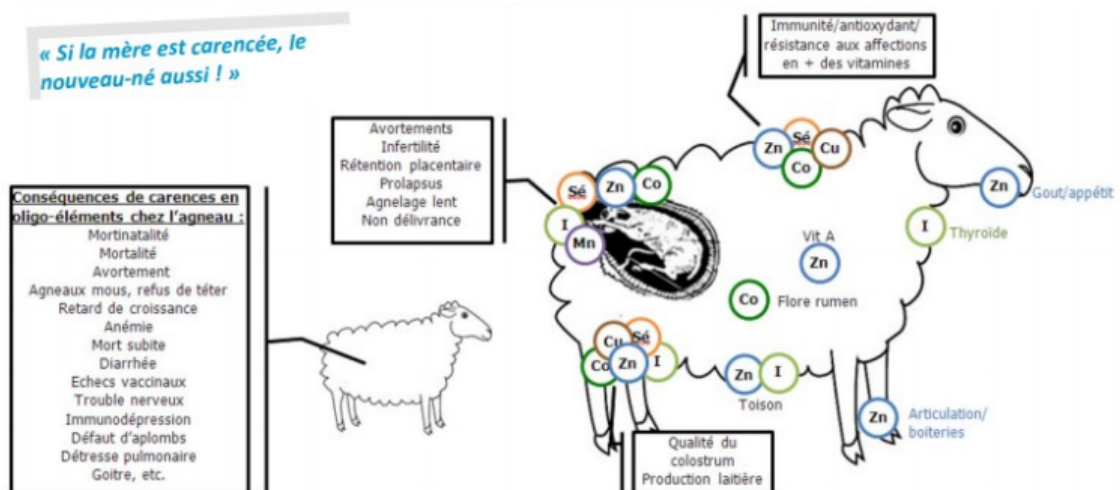 « Si la mère est carencée, le
nouveau-né aussi ! »
Immunité/antioxydant/
résistance aux affections
en + des vitamines
Avortements
Infertilité
Rétention placentaire
Prolapsus
Agnelage lent
Non délivrance
Conséquences de carences en
oligo-éléments chez l'agneau :
Mortinatalité
Mortalité
Avortement
Agneaux mous, refus de téter
Retard de croissance
Anémie
Mort subite
Diarrhée
Echecs vaccinaux
Trouble nerveux
Immunodépression
Défaut d'aplombs
Détresse pulmonaire
Goitre, etc.
Sé
Zn
Co
I
Mn
Zn
Sé
Cu
Co
Zn
Gout/appétit
I
Thyroïde
Vit A
Zn
Co
Flore rumen
Cu
Sé
Co
Zn
I
Zn
I
Toison
Zn
Articulation/
boiteries
Qualité du
colostrum
Production laitière